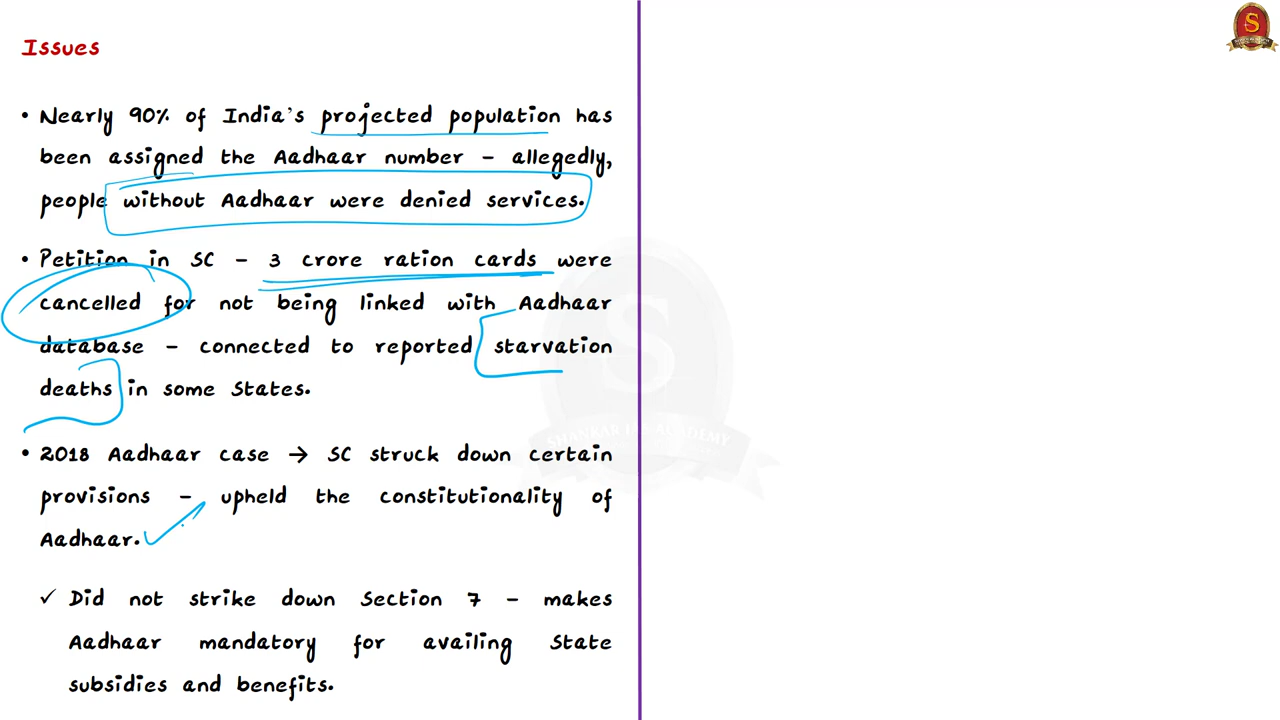 Issues
• Nearly 90% of India's projected population has
been assigned the Aadhaar number – allegedly,
people without Aadhaar were denied services.
• Petition in SC – 3 crore ration cards were
cancelled for not being linked with Aadhaar
database – connected to reported starvation
deaths in some States.
• 2018 Aadhaar case → SC struck down certain
provisions – upheld the constitutionality of
Aadhaar.
✓ Did not strike down Section 7 – makes
Aadhaar mandatory for availing State
subsidies and benefits.
S
SHANKAR IAS ACADEMY
S